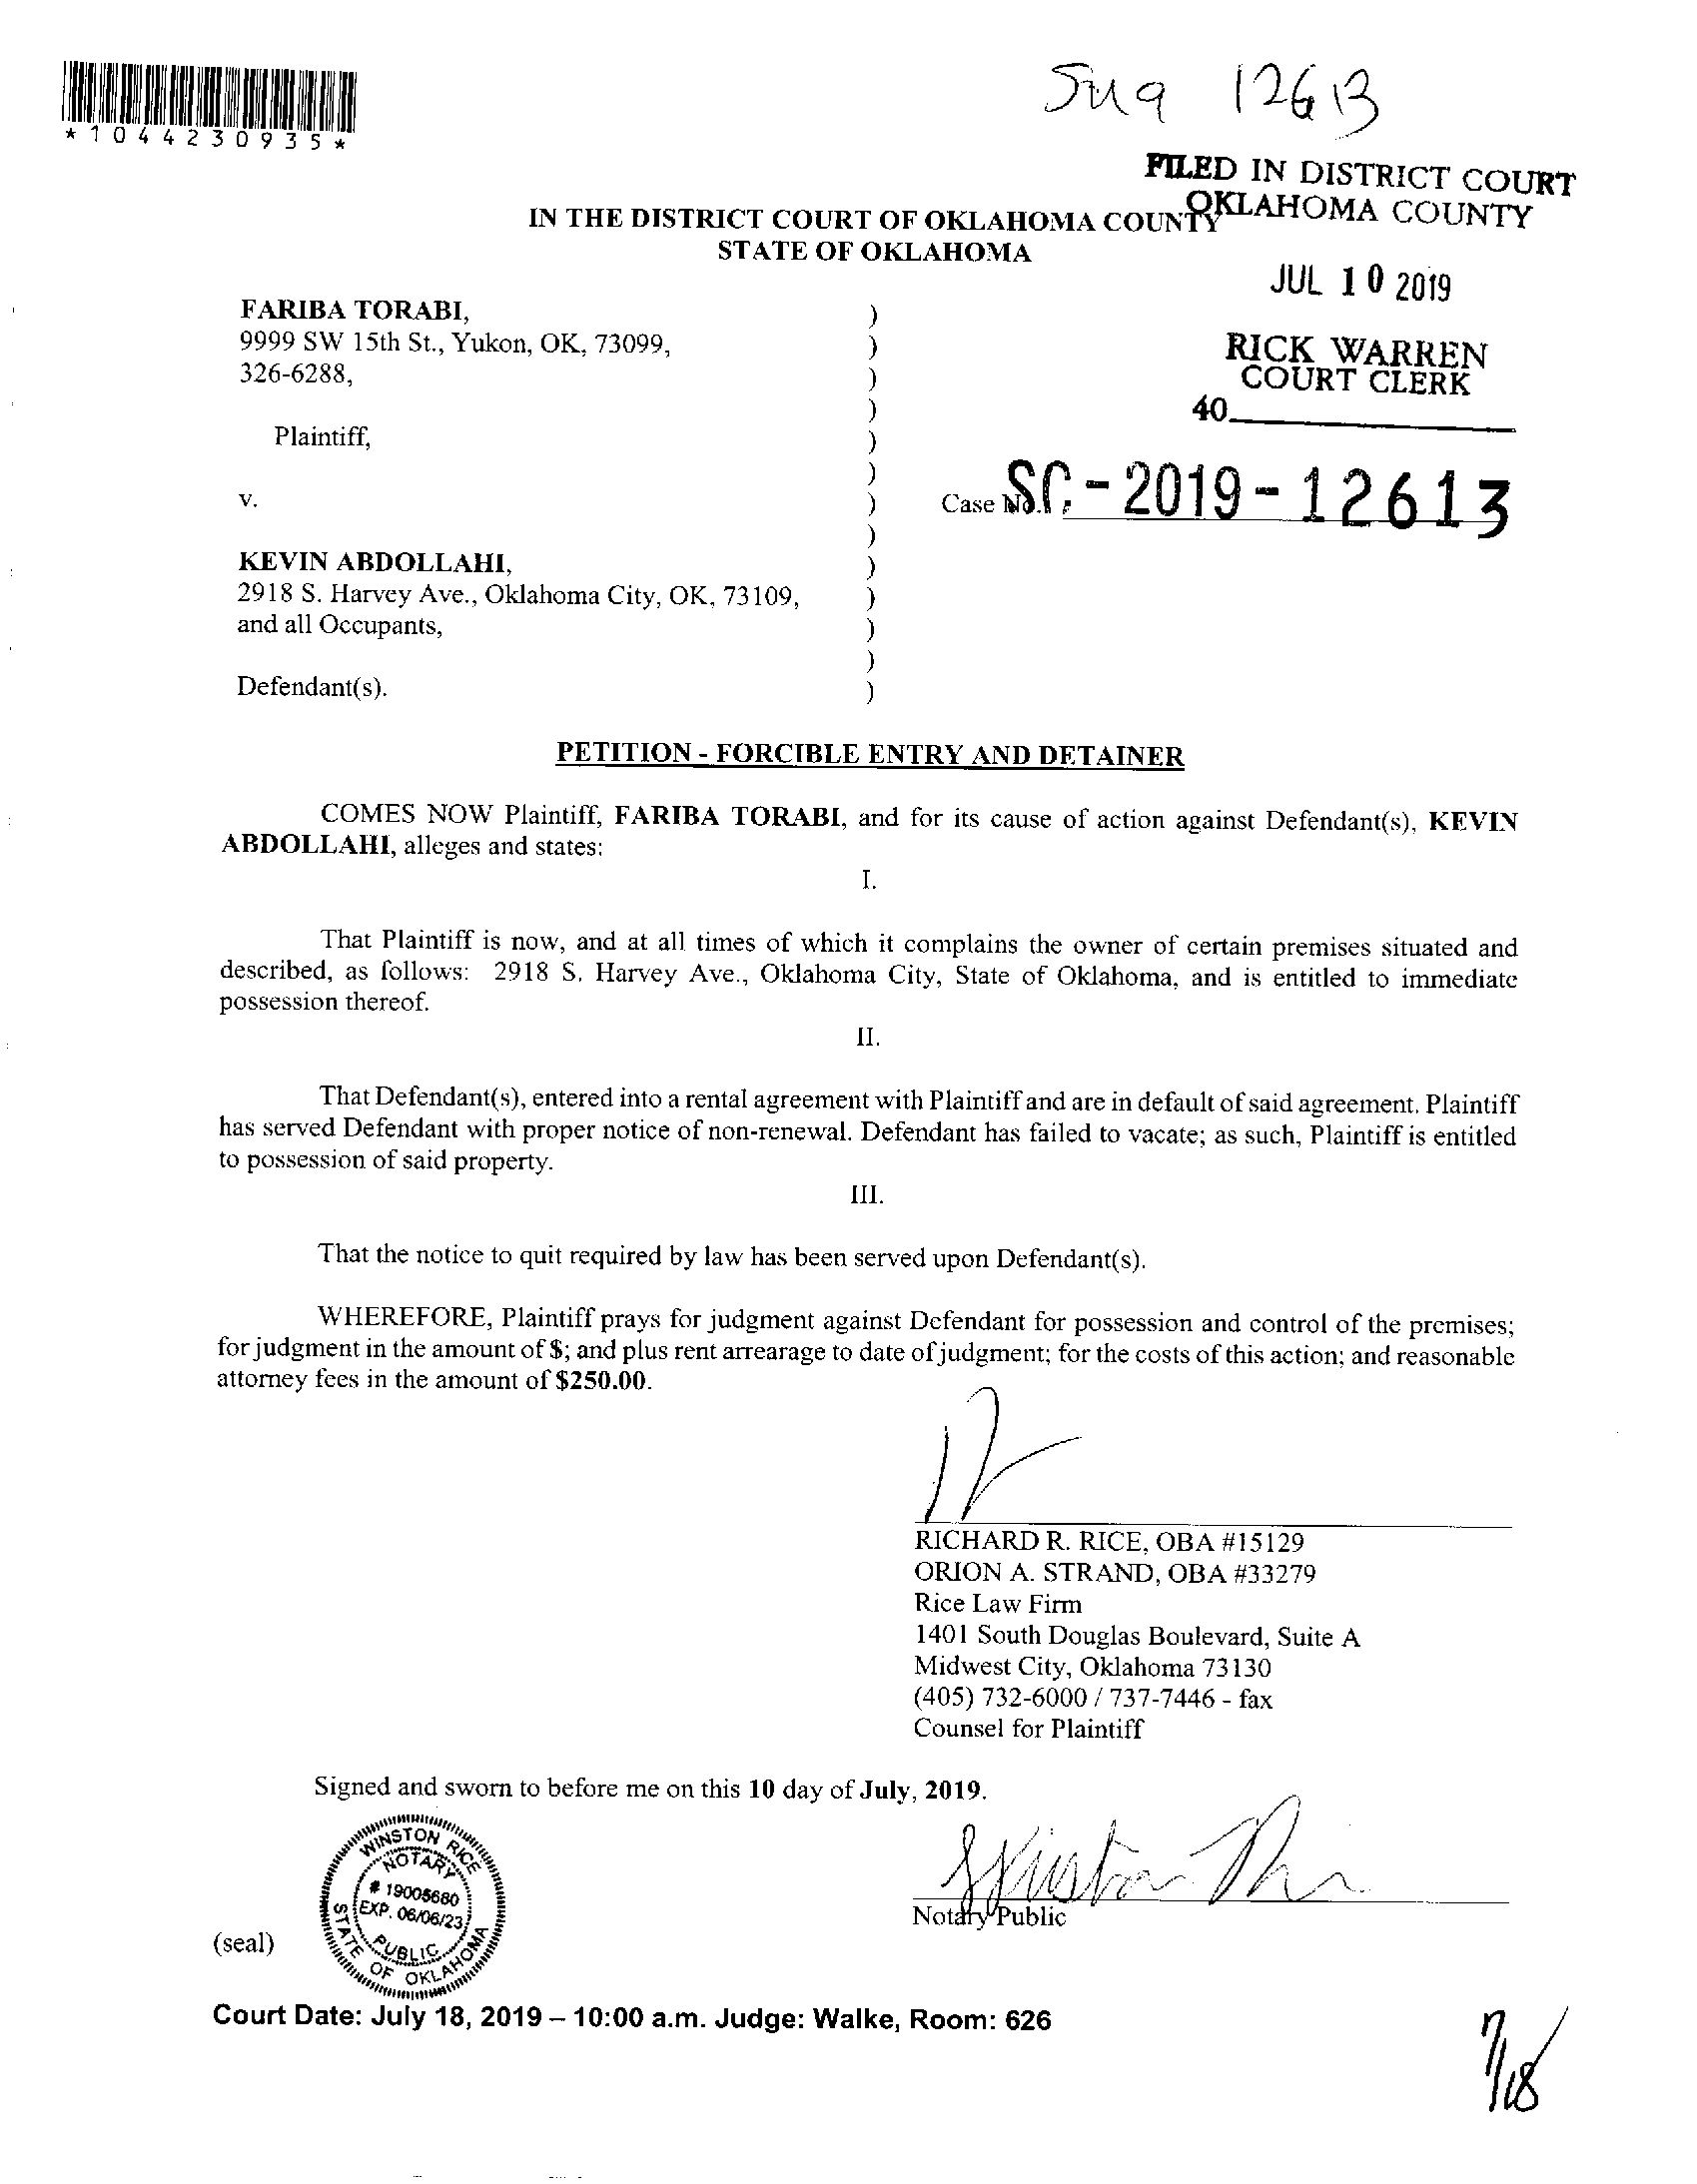 *1044230935*
12613
FILED IN DISTRICT COURT
OKLAHOMA COUNTY
IN THE DISTRICT COURT OF OKLAHOMA COUNTY
STATE OF OKLAHOMA
JUL 10 2019
FARIBA TORABI,
9999 SW 15th St., Yukon, OK, 73099,
326-6288,
RICK WARREN
COURT CLERK
40
Plaintiff,
v.
Case No. SC-2019-12613
KEVIN ABDOLLAHI,
2918 S. Harvey Ave., Oklahoma City, OK, 73109,
and all Occupants,
Defendant(s).
PETITION - FORCIBLE ENTRY AND DETAINER
COMES NOW Plaintiff, FARIBA TORABI, and for its cause of action against Defendant(s), KEVIN
ABDOLLAHI, alleges and states:
I.
That Plaintiff is now, and at all times of which it complains the owner of certain premises situated and
described, as follows: 2918 S. Harvey Ave., Oklahoma City, State of Oklahoma, and is entitled to immediate
possession thereof.
II.
That Defendant(s), entered into a rental agreement with Plaintiff and are in default of said agreement. Plaintiff
has served Defendant with proper notice of non-renewal. Defendant has failed to vacate; as such, Plaintiff is entitled
to possession of said property.
III.
That the notice to quit required by law has been served upon Defendant(s).
WHEREFORE, Plaintiff prays for judgment against Defendant for possession and control of the premises;
for judgment in the amount of $; and plus rent arrearage to date of judgment; for the costs of this action; and reasonable
attorney fees in the amount of $250.00.
RICHARD R. RICE, OBA #15129
ORION A. STRAND, OBA #33279
Rice Law Firm
1401 South Douglas Boulevard, Suite A
Midwest City, Oklahoma 73130
(405) 732-6000 / 737-7446 - fax
Counsel for Plaintiff
Signed and sworn to before me on this 10 day of July, 2019.
WINSTON RICE
NOTARY
# 19005680
EXP. 06/06/23
PUBLIC
STATE OF OKLAHOMA
Notary Public
(seal)
Court Date: July 18, 2019 – 10:00 a.m. Judge: Walke, Room: 626
7/18